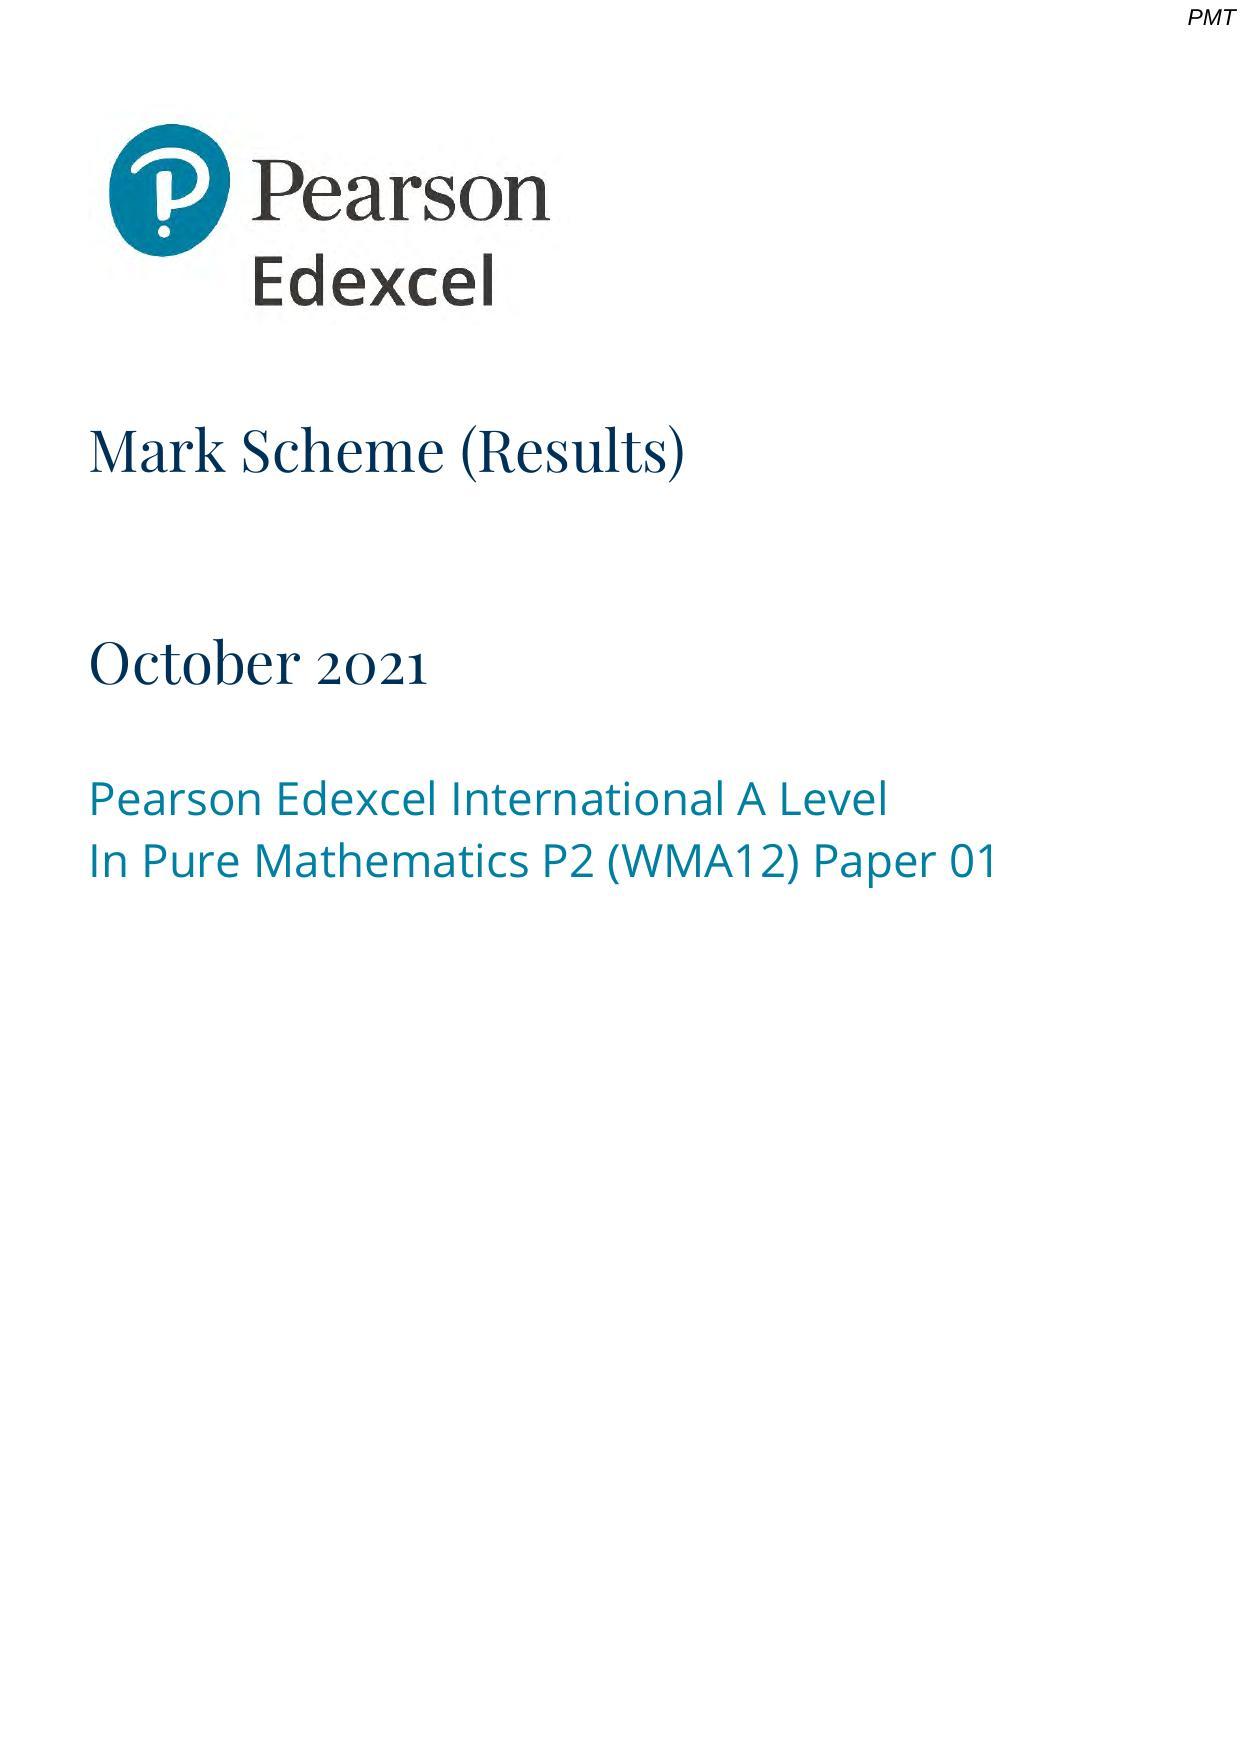 PMT
Pearson
Edexcel
Mark Scheme (Results)
October 2021
Pearson Edexcel International A Level
In Pure Mathematics P2 (WMA12) Paper 01